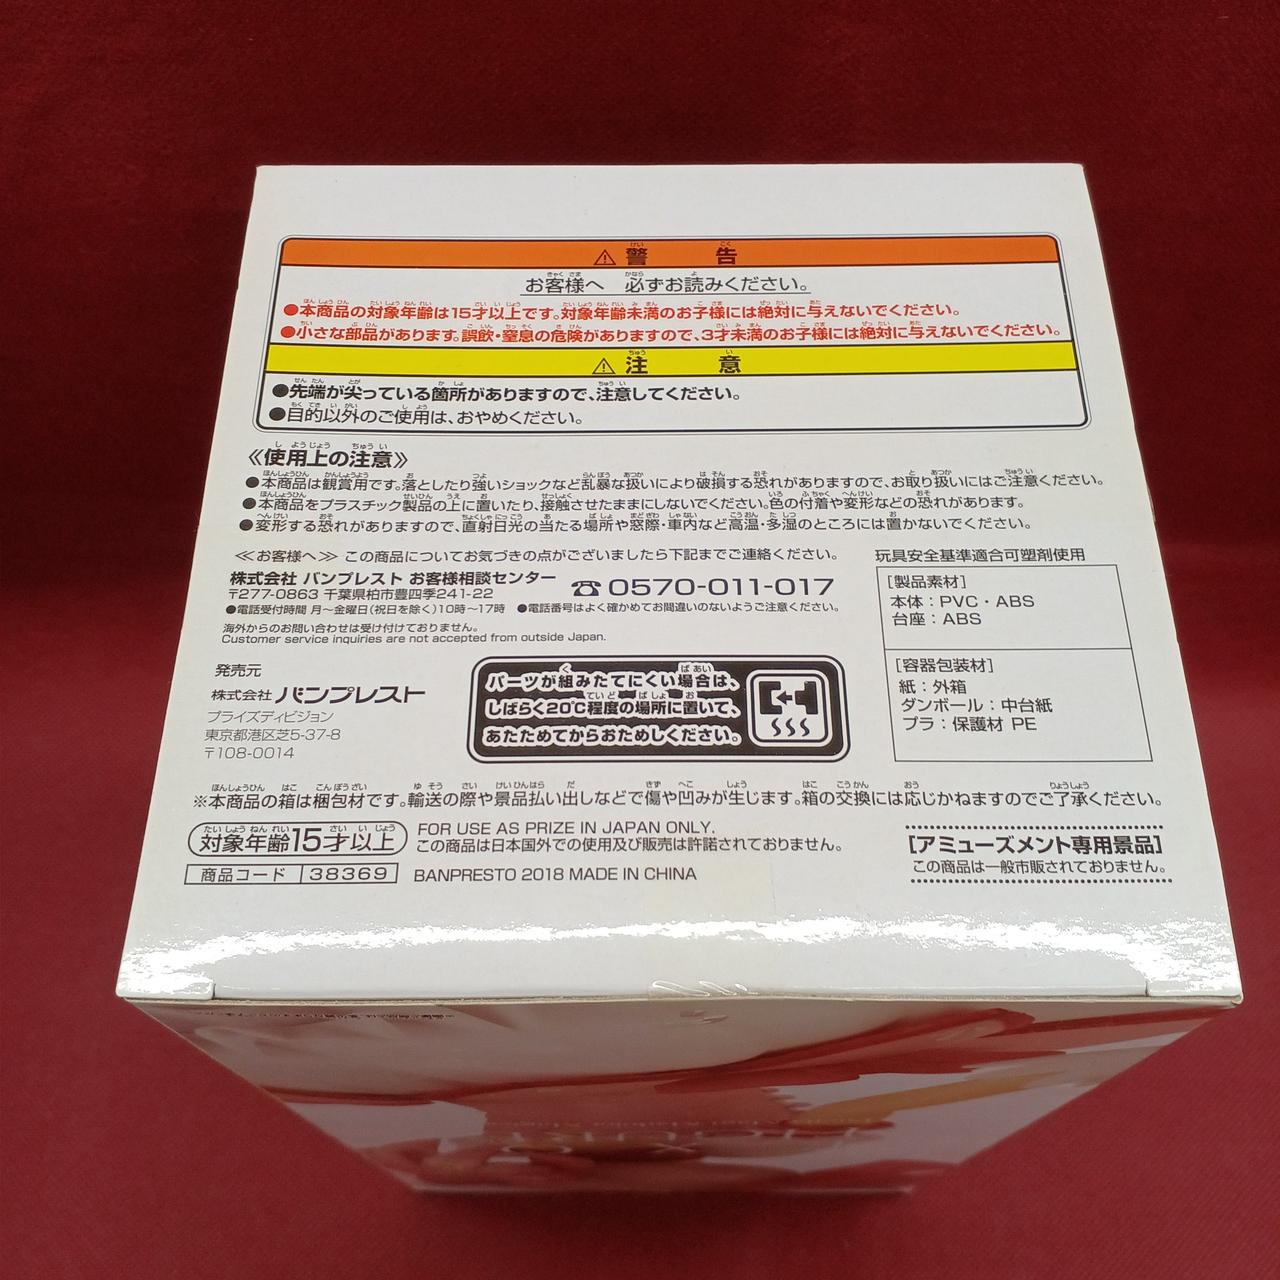 ⚠ 警告
お客様へ 必ずお読みください。
●本商品の対象年齢は15才以上です。対象年齢未満のお子様には絶対に与えないでください。
●小さな部品があります。誤飲・窒息の危険がありますので、3才未満のお子様には絶対に与えないでください。
⚠ 注意
●先端が尖っている箇所がありますので、注意してください。
●目的以外のご使用は、おやめください。
《使用上の注意》
●本商品は観賞用です。落としたり強いショックなど乱暴な扱いにより破損する恐れがありますので、お取り扱いにはご注意ください。
●本商品をプラスチック製品の上に置いたり、接触させたままにしないでください。色の付着や変形などの恐れがあります。
●変形する恐れがありますので、直射日光の当たる場所や窓際・車内など高温・多湿のところには置かないでください。
≪お客様へ≫ この商品についてお気づきの点がございましたら下記までご連絡ください。
株式会社 バンプレスト お客様相談センター
〒277-0863 千葉県柏市豊四季241-22
☎0570-011-017
●電話受付時間 月～金曜日(祝日を除く)10時～17時 ●電話番号はよく確かめてお間違いのないようご注意ください。
海外からのお問い合わせは受け付けておりません。
Customer service inquiries are not accepted from outside Japan.
玩具安全基準適合可塑剤使用
[製品素材]
本体：PVC・ABS
台座：ABS
[容器包装材]
紙：外箱
ダンボール：中台紙
プラ：保護材 PE
発売元
株式会社 バンプレスト
プライズディビジョン
東京都港区芝5-37-8
〒108-0014
パーツが組みたてにくい場合は、
しばらく20℃程度の場所に置いて、
あたためてからおためしください。
※本商品の箱は梱包材です。輸送の際や景品払い出しなどで傷や凹みが生じます。箱の交換には応じかねますのでご了承ください。
対象年齢15才以上
FOR USE AS PRIZE IN JAPAN ONLY.
この商品は日本国外での使用及び販売は許諾されておりません。
商品コード 38369
BANPRESTO 2018 MADE IN CHINA
[アミューズメント専用景品]
この商品は一般市販されておりません。